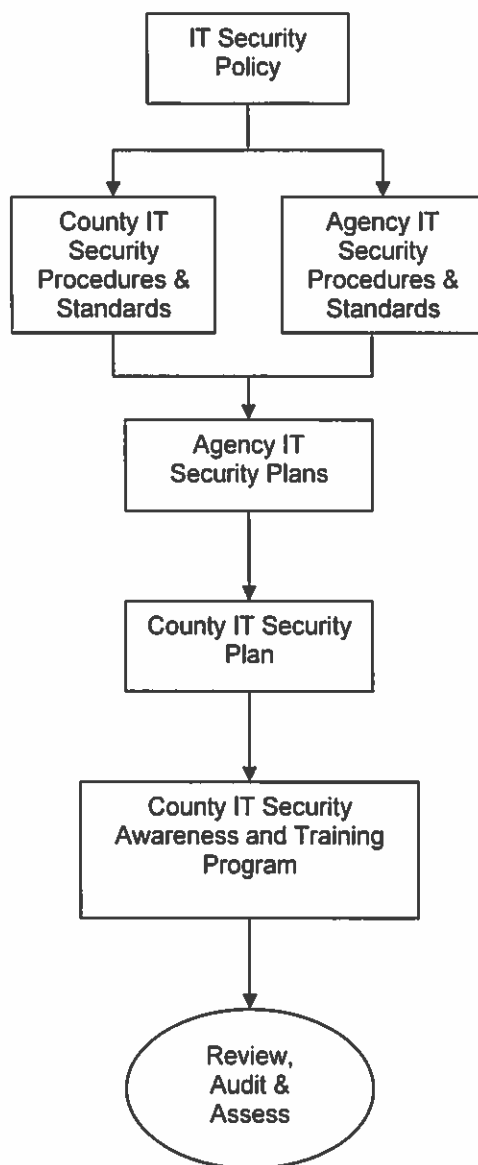 IT Security
Policy
County IT
Security
Procedures &
Standards
Agency IT
Security
Procedures &
Standards
Agency IT
Security Plans
County IT Security
Plan
County IT Security
Awareness and Training
Program
Review,
Audit &
Assess